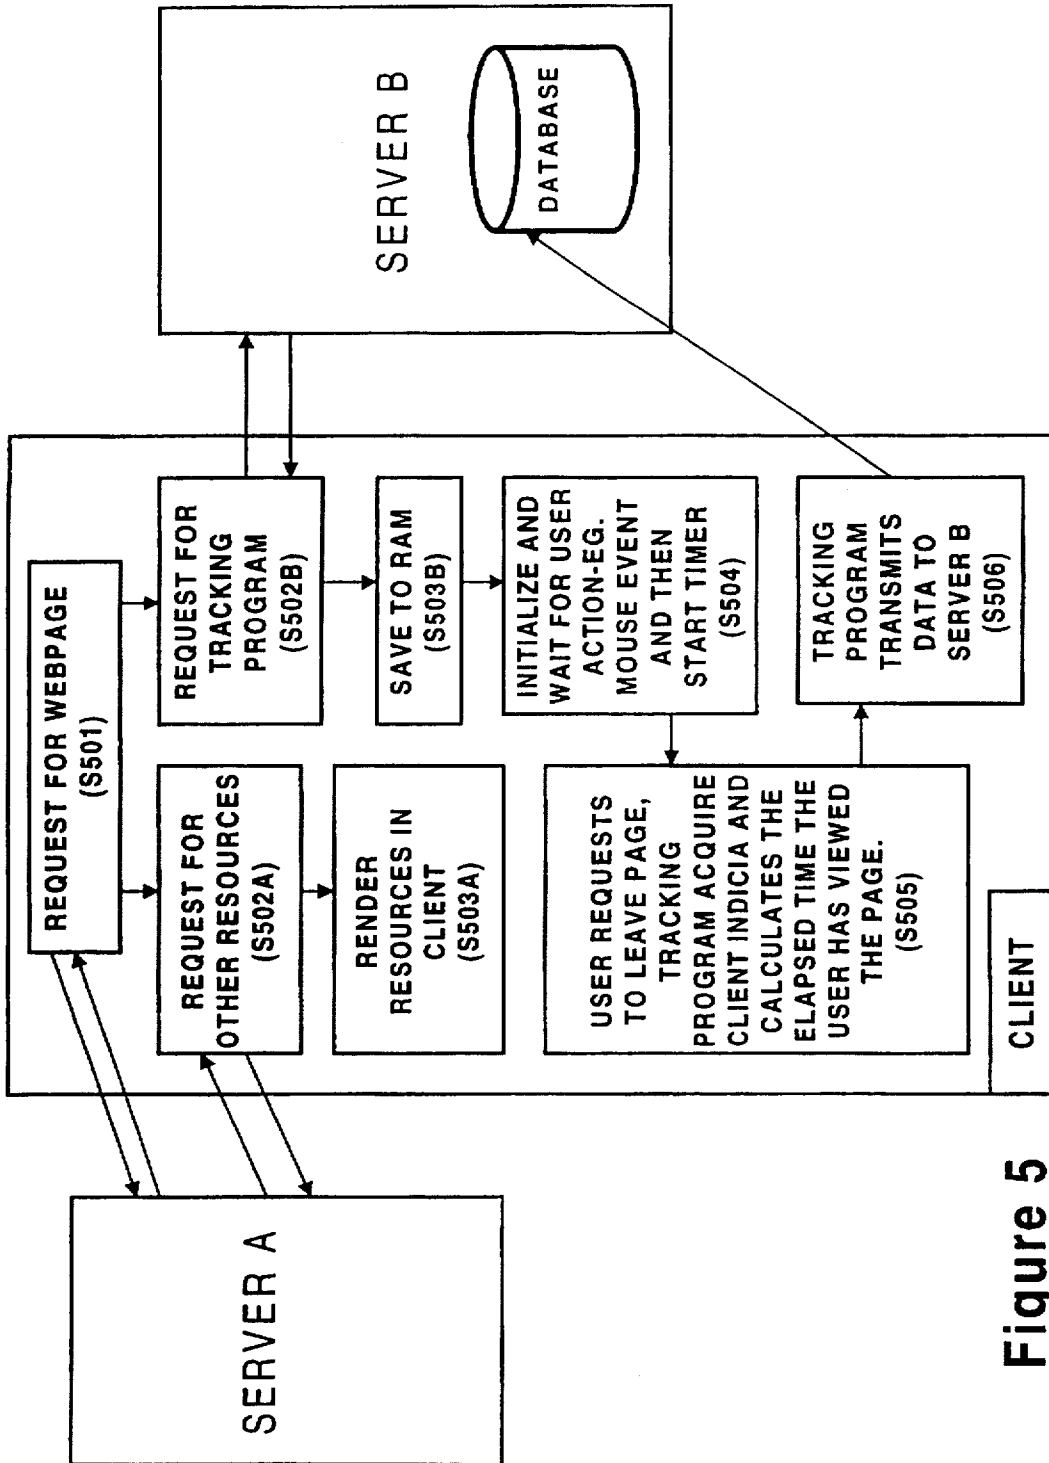 SERVER A
REQUEST FOR WEBPAGE
(S501)
REQUEST FOR
OTHER RESOURCES
(S502A)
RENDER
RESOURCES IN
CLIENT
(S503A)
REQUEST FOR
TRACKING
PROGRAM
(S502B)
SAVE TO RAM
(S503B)
INITIALIZE AND
WAIT FOR USER
ACTION-EG.
MOUSE EVENT
AND THEN
START TIMER
(S504)
USER REQUESTS
TO LEAVE PAGE,
TRACKING
PROGRAM ACQUIRE
CLIENT INDICIA AND
CALCULATES THE
ELAPSED TIME THE
USER HAS VIEWED
THE PAGE.
(S505)
TRACKING
PROGRAM
TRANSMITS
DATA TO
SERVER B
(S506)
CLIENT
SERVER B
DATABASE
Figure 5